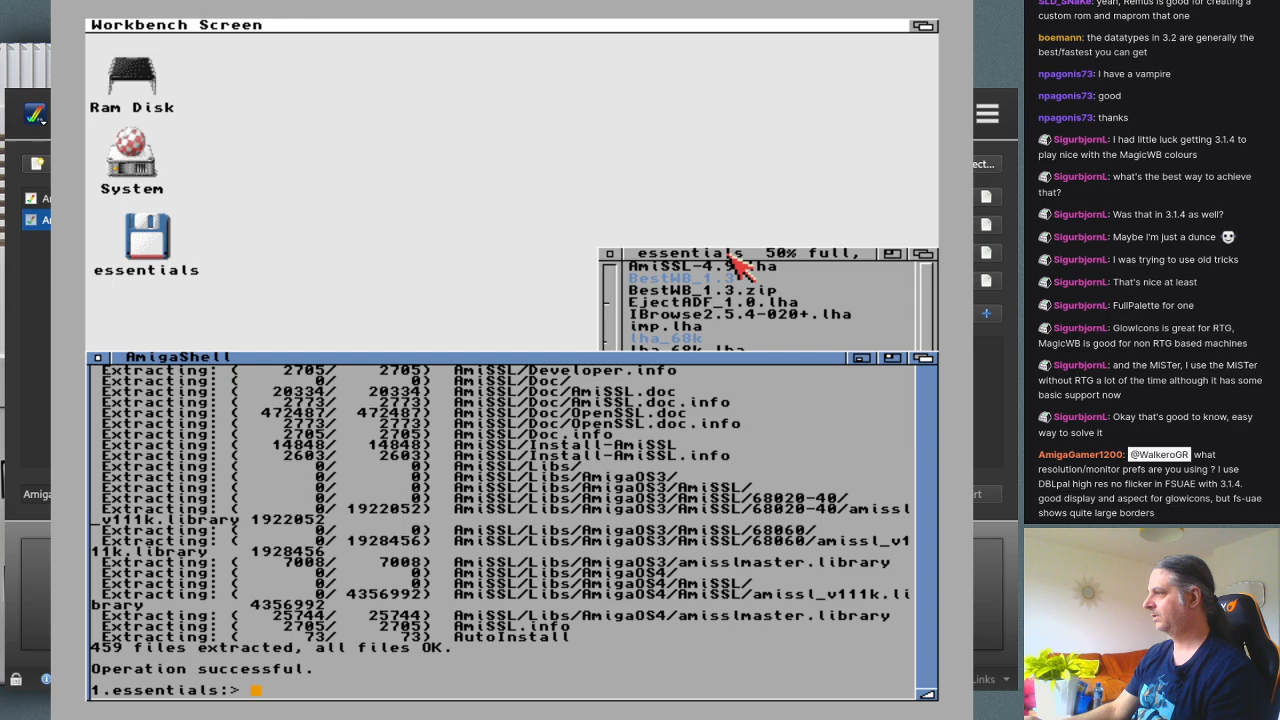 Workbench Screen
Ram Disk
System
essentials
essentials 50% full,
AmiSSL-4.9.lha
BestWB_1.3
BestWB_1.3.zip
EjectADF_1.0.lha
IBrowse2.5.4-020+.lha
imp.lha
lha_68k
lha_68k.lha
AmigaShell
Extracting: ( 2705/ 2705) AmiSSL/Developer.info
Extracting: ( 0/ 0) AmiSSL/Doc/
Extracting: ( 20334/ 20334) AmiSSL/Doc/AmiSSL.doc
Extracting: ( 2773/ 2773) AmiSSL/Doc/AmiSSL.doc.info
Extracting: ( 472487/ 472487) AmiSSL/Doc/OpenSSL.doc
Extracting: ( 2773/ 2773) AmiSSL/Doc/OpenSSL.doc.info
Extracting: ( 2705/ 2705) AmiSSL/Doc.info
Extracting: ( 14848/ 14848) AmiSSL/Install-AmiSSL
Extracting: ( 2603/ 2603) AmiSSL/Install-AmiSSL.info
Extracting: ( 0/ 0) AmiSSL/Libs/
Extracting: ( 0/ 0) AmiSSL/Libs/AmigaOS3/
Extracting: ( 0/ 0) AmiSSL/Libs/AmigaOS3/AmiSSL/
Extracting: ( 0/ 0) AmiSSL/Libs/AmigaOS3/AmiSSL/68020-40/
Extracting: ( 0/ 1922052) AmiSSL/Libs/AmigaOS3/AmiSSL/68020-40/amissl
_v111k.library 1922052
Extracting: ( 0/ 0) AmiSSL/Libs/AmigaOS3/AmiSSL/68060/
Extracting: ( 0/ 1928456) AmiSSL/Libs/AmigaOS3/AmiSSL/68060/amissl_v1
11k.library 1928456
Extracting: ( 7008/ 7008) AmiSSL/Libs/AmigaOS3/amisslmaster.library
Extracting: ( 0/ 0) AmiSSL/Libs/AmigaOS4/
Extracting: ( 0/ 0) AmiSSL/Libs/AmigaOS4/AmiSSL/
Extracting: ( 0/ 4356992) AmiSSL/Libs/AmigaOS4/AmiSSL/amissl_v111k.li
brary 4356992
Extracting: ( 25744/ 25744) AmiSSL/Libs/AmigaOS4/amisslmaster.library
Extracting: ( 2705/ 2705) AmiSSL.info
Extracting: ( 73/ 73) AutoInstall
459 files extracted, all files OK.
Operation successful.
1.essentials:>
Amiga
ect...
rt
Links
SLD_SNaKe: yeah, Remus is good for creating a
custom rom and maprom that one
boemann: the datatypes in 3.2 are generally the
best/fastest you can get
npagonis73: I have a vampire
npagonis73: good
npagonis73: thanks
SigurbjornL: I had little luck getting 3.1.4 to
play nice with the MagicWB colours
SigurbjornL: what's the best way to achieve
that?
SigurbjornL: Was that in 3.1.4 as well?
SigurbjornL: Maybe I'm just a dunce
SigurbjornL: I was trying to use old tricks
SigurbjornL: That's nice at least
SigurbjornL: FullPalette for one
SigurbjornL: GlowIcons is great for RTG,
MagicWB is good for non RTG based machines
SigurbjornL: and the MISTer, I use the MISTer
without RTG a lot of the time although it has some
basic support now
SigurbjornL: Okay that's good to know, easy
way to solve it
AmigaGamer1200: @WalkeroGR what
resolution/monitor prefs are you using ? I use
DBLpal high res no flicker in FSUAE with 3.1.4.
good display and aspect for glowicons, but fs-uae
shows quite large borders